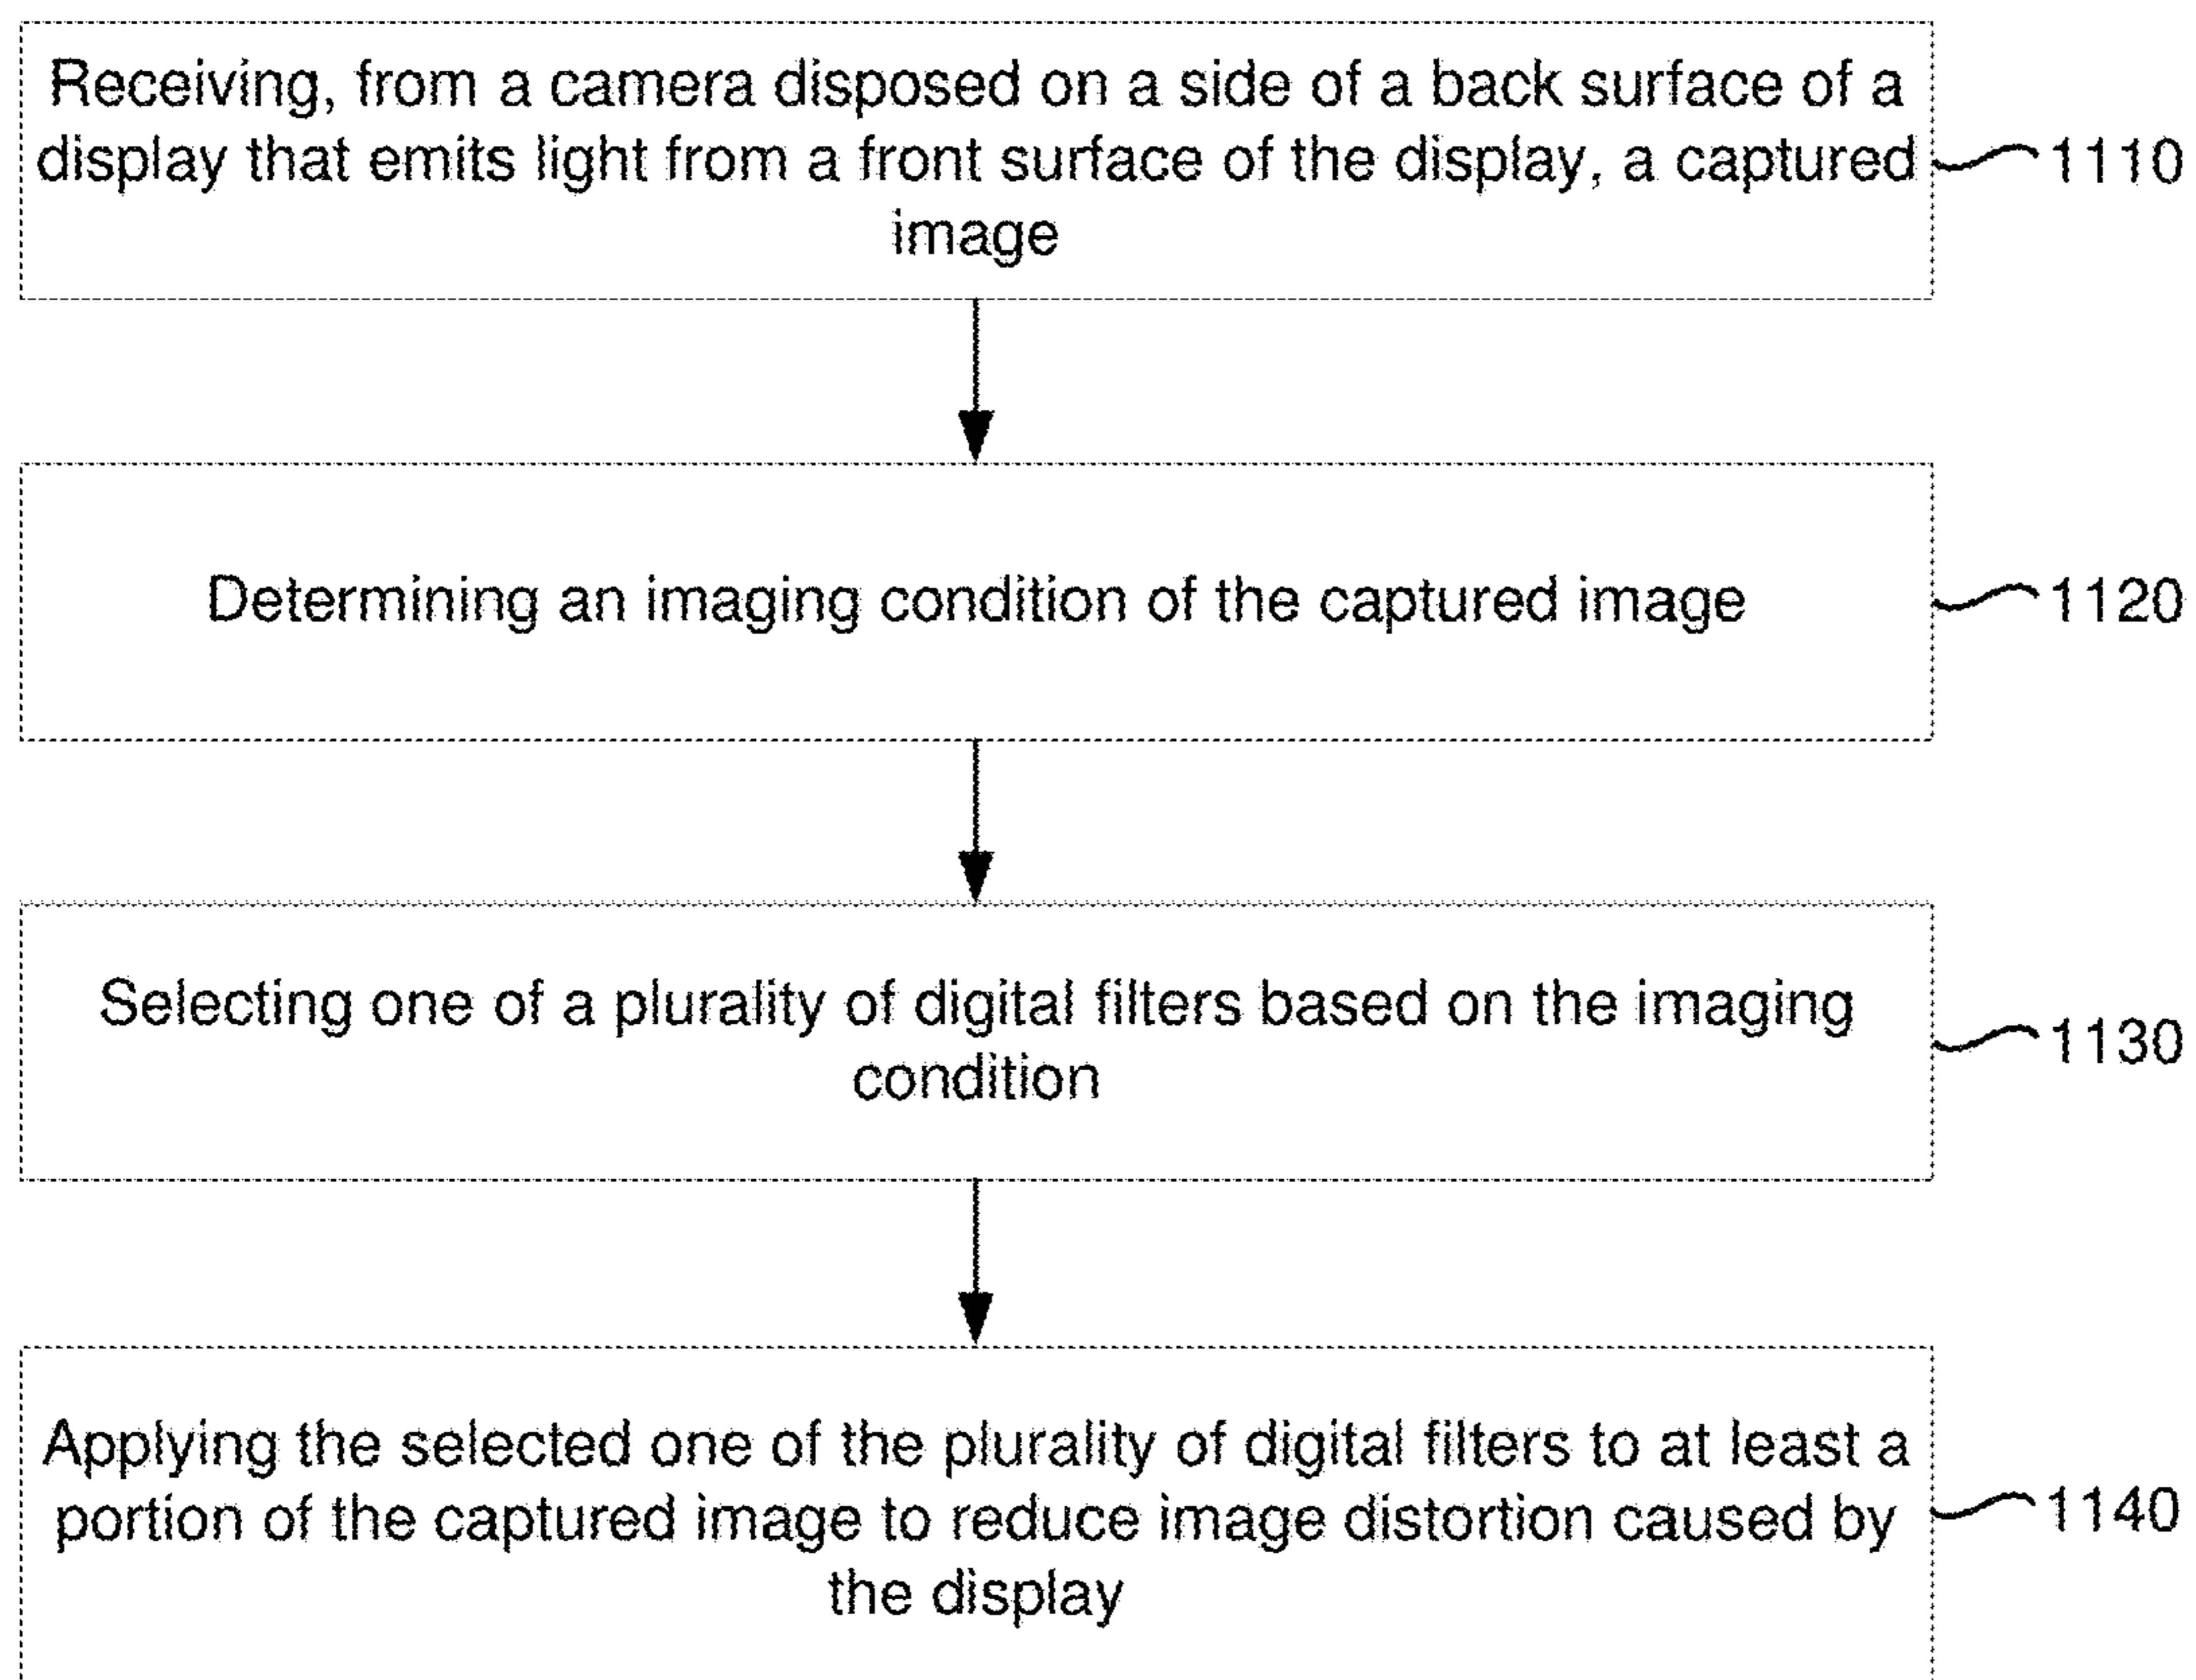 Receiving, from a camera disposed on a side of a back surface of a
display that emits light from a front surface of the display, a captured
image
1110
Determining an imaging condition of the captured image
1120
Selecting one of a plurality of digital filters based on the imaging
condition
1130
Applying the selected one of the plurality of digital filters to at least a
portion of the captured image to reduce image distortion caused by
the display
1140